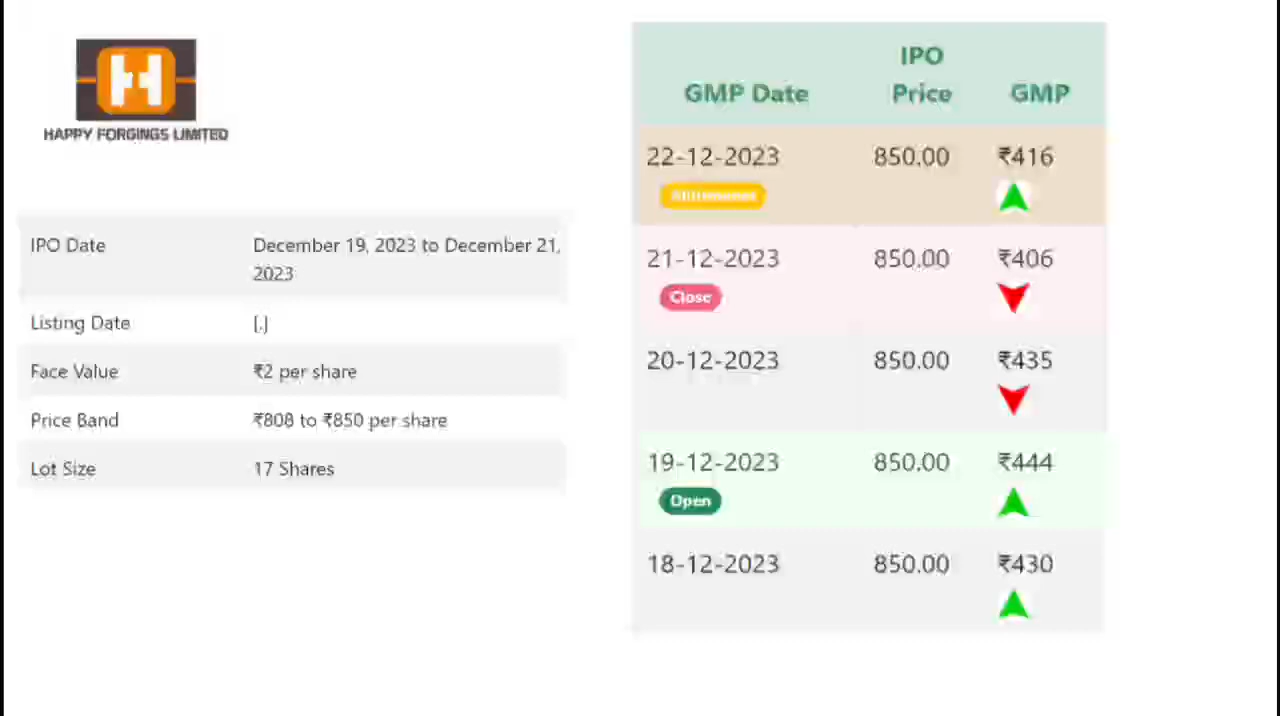 HAPPY FORGINGS LIMITED
IPO Date December 19, 2023 to December 21,
2023
Listing Date [.]
Face Value ₹2 per share
Price Band ₹808 to ₹850 per share
Lot Size 17 Shares
IPO
GMP Date Price GMP
22-12-2023 850.00 ₹416
21-12-2023 850.00 ₹406
Close
20-12-2023 850.00 ₹435
19-12-2023 850.00 ₹444
Open
18-12-2023 850.00 ₹430